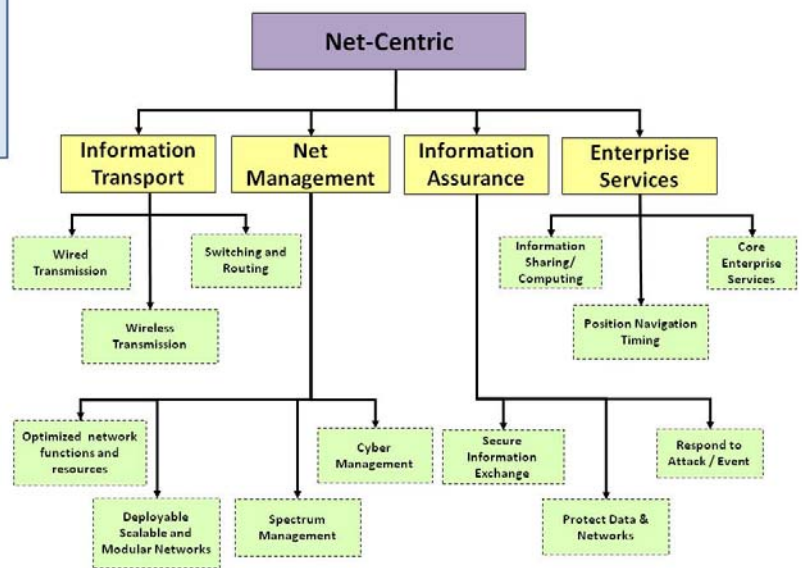 Net-Centric
Information
Transport
Net
Management
Information
Assurance
Enterprise
Services
Wired
Transmission
Switching and
Routing
Wireless
Transmission
Information
Sharing/
Computing
Core
Enterprise
Services
Position Navigation
Timing
Optimized network
functions and
resources
Cyber
Management
Deployable
Scalable and
Modular Networks
Spectrum
Management
Secure
Information
Exchange
Respond to
Attack / Event
Protect Data &
Networks